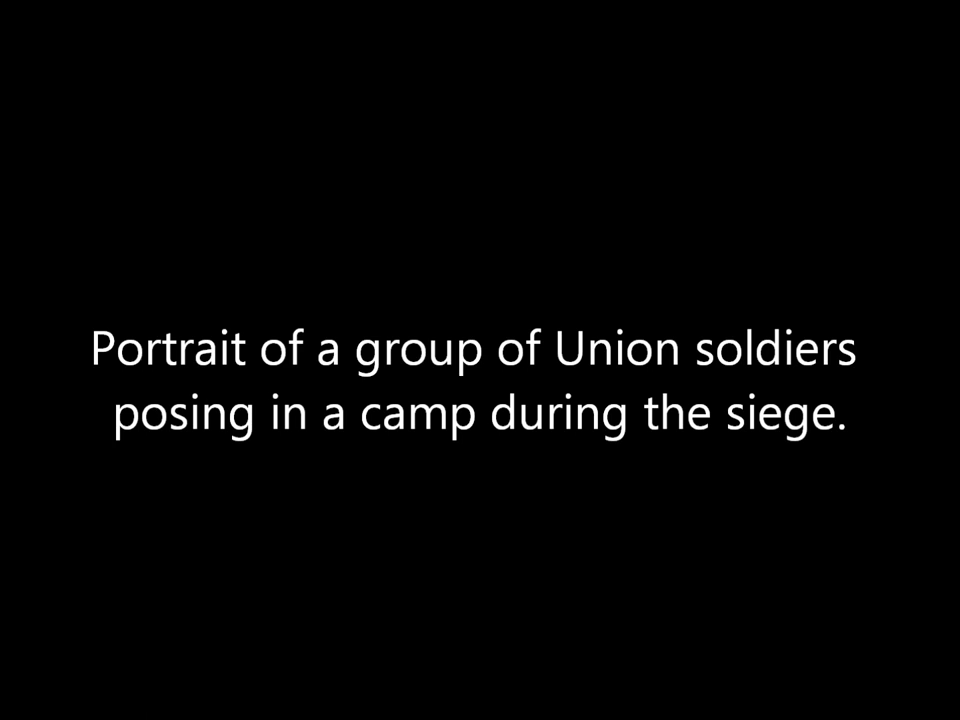 Portrait of a group of Union soldiers
posing in a camp during the siege.